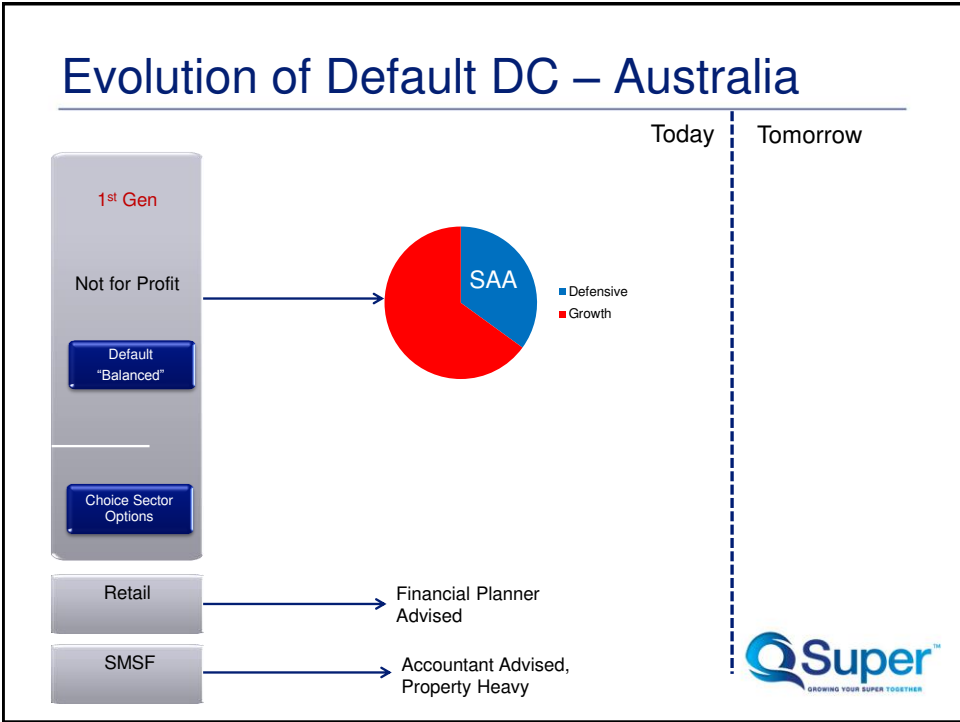 Evolution of Default DC – Australia
Today
Tomorrow
1st Gen
Not for Profit
Default
“Balanced”
Choice Sector
Options
SAA
Defensive
Growth
Retail
Financial Planner
Advised
SMSF
Accountant Advised,
Property Heavy
QSuper™
GROWING YOUR SUPER TOGETHER